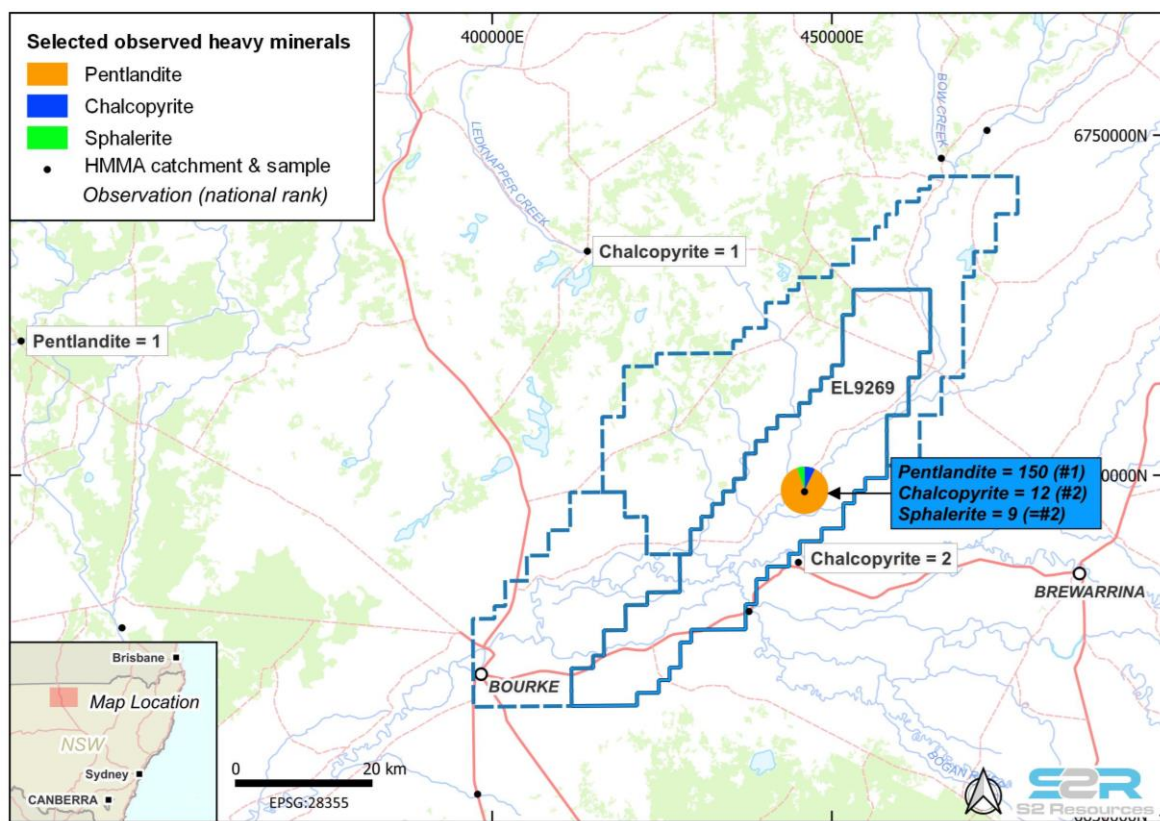 Selected observed heavy minerals
Pentlandite
Chalcopyrite
Sphalerite
HMMA catchment & sample
Observation (national rank)
400000E
450000E
6750000N
LEDKNAPPER CREEK
BOW CREEK
Chalcopyrite = 1
Pentlandite = 1
EL9269
Pentlandite = 150 (#1)
Chalcopyrite = 12 (#2)
Sphalerite = 9 (=#2)
Chalcopyrite = 2
BREWARRINA
BOURKE
Brisbane
Map Location
NSW
Sydney
CANBERRA
0 20 km
EPSG:28355
S2R
S2 Resources